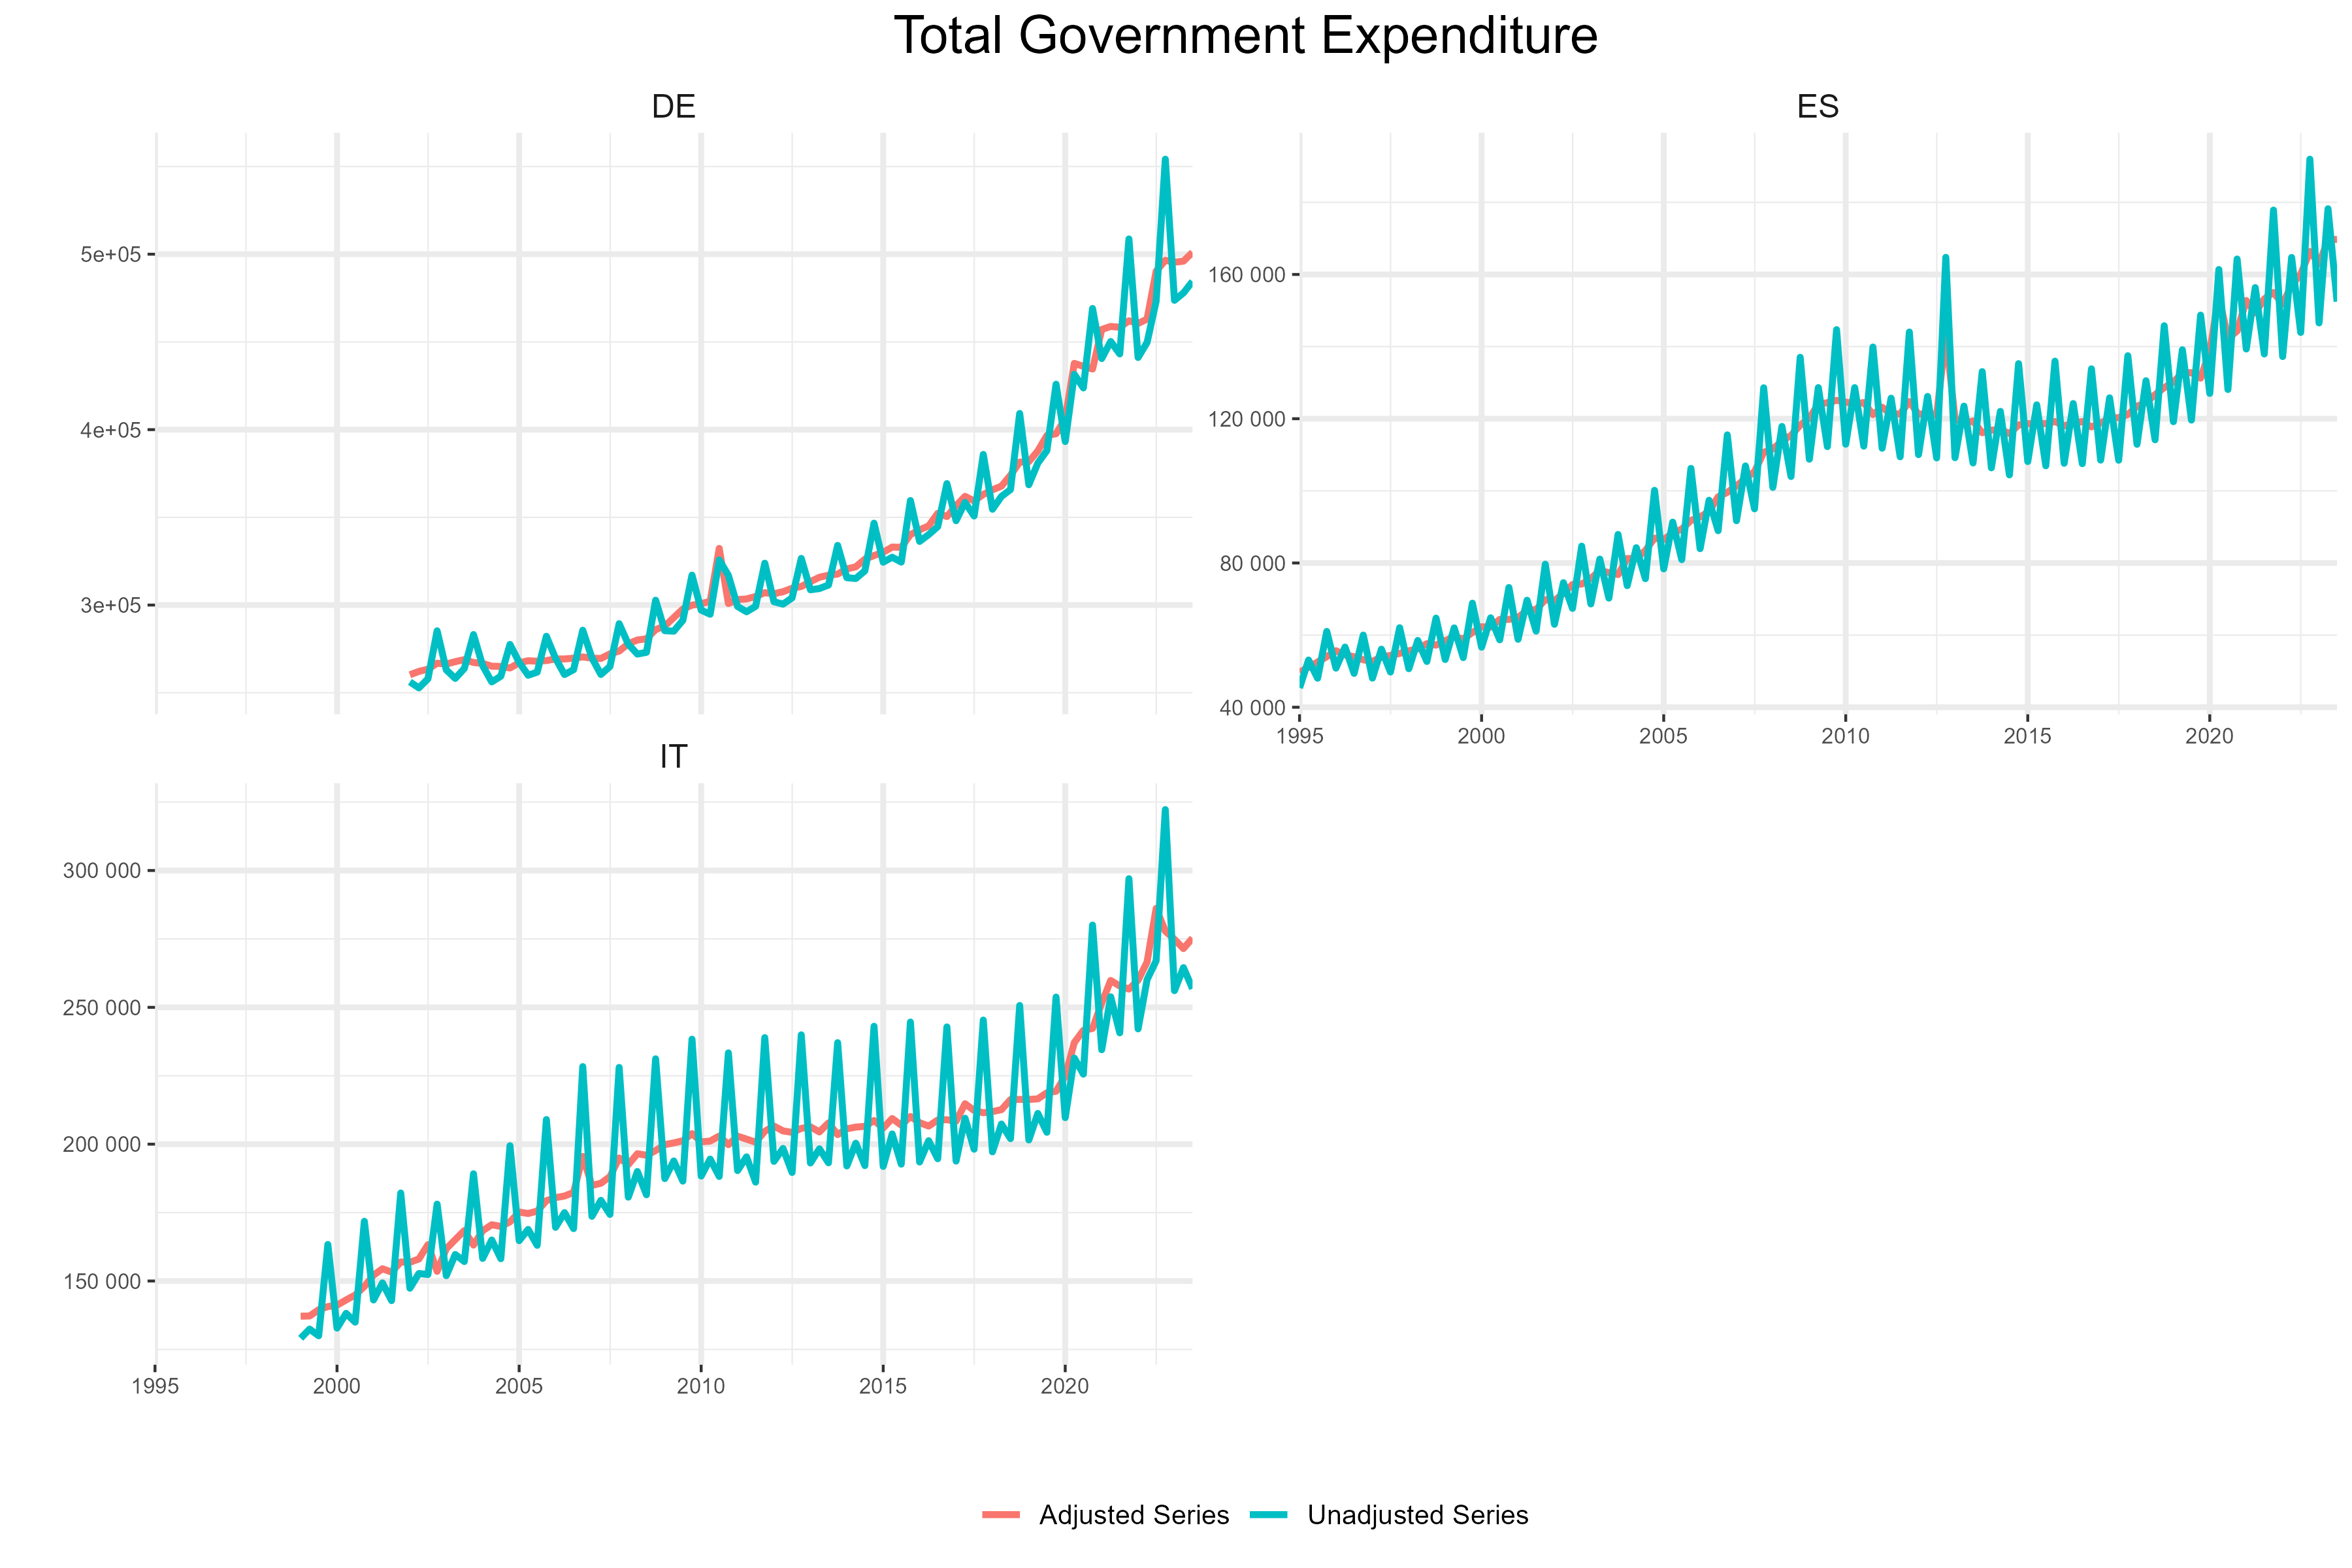 Total Government Expenditure
DE
ES
5e+05
4e+05
3e+05
160 000
120 000
80 000
40 000
1995 2000 2005 2010 2015 2020
IT
300 000
250 000
200 000
150 000
1995 2000 2005 2010 2015 2020
Adjusted Series Unadjusted Series